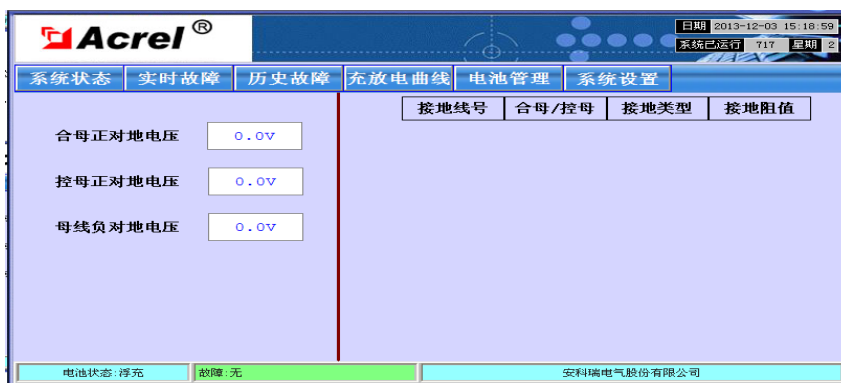 Acrel®
日期 2013-12-03 15:18:59
系统已运行 717 星期 2
系统状态 实时故障 历史故障 充放电曲线 电池管理 系统设置
接地线号 合母/控母 接地类型 接地阻值
合母正对地电压 0.0V
控母正对地电压 0.0V
母线负对地电压 0.0V
电池状态:浮充 故障:无 安科瑞电气股份有限公司